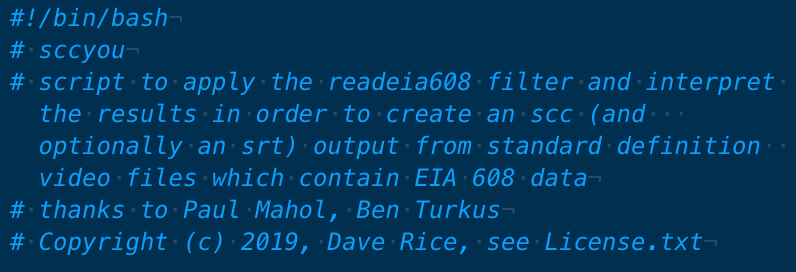 #!/bin/bash
# sccyou
# script to apply the readeia608 filter and interpret
the results in order to create an scc (and
optionally an srt) output from standard definition
video files which contain EIA 608 data
# thanks to Paul Mahol, Ben Turkus
# Copyright (c) 2019, Dave Rice, see License.txt